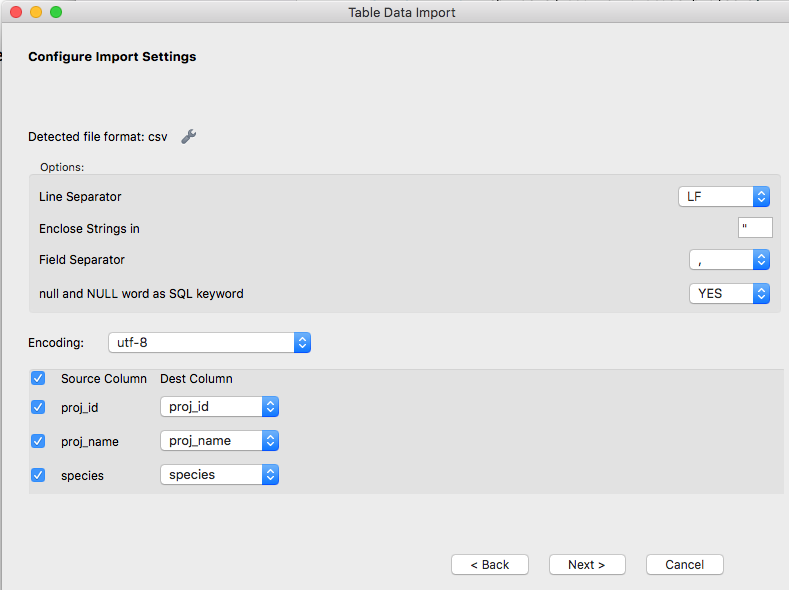 Table Data Import
Configure Import Settings
Detected file format: csv
Options:
Line Separator LF
Enclose Strings in "
Field Separator ,
null and NULL word as SQL keyword YES
Encoding: utf-8
Source Column Dest Column
proj_id proj_id
proj_name proj_name
species species
< Back Next > Cancel